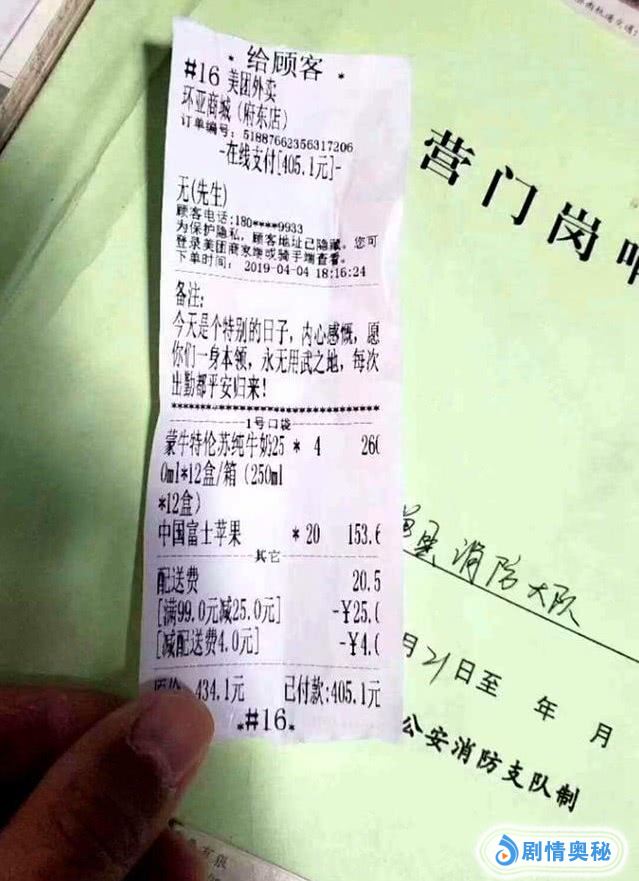 * 给顾客 *
#16 美团外卖
环亚商城(府东店)
订单编号: 51887662356317206
-在线支付[405.1元]-
无(先生)
顾客电话:180****9933
为保护隐私，顾客地址已隐藏。您可
登录美团商家端或骑手端查看。
下单时间: 2019-04-04 18:16:24
备注:
今天是个特别的日子，内心感慨，愿
你们一身本领，永无用武之地，每次
出勤都平安归来!
1号口袋
蒙牛特伦苏纯牛奶25 * 4 260
0ml*12盒/箱 (250ml
*12盒)
中国富士苹果 * 20 153.6
其它
配送费 20.5
[满99.0元减25.0元] -￥25.0
[减配送费4.0元] -￥4.0
434.1元 已付款:405.1元
*#16*
营门岗
消防大队
月21日至 年 月
公安消防支队制
剧情奥秘